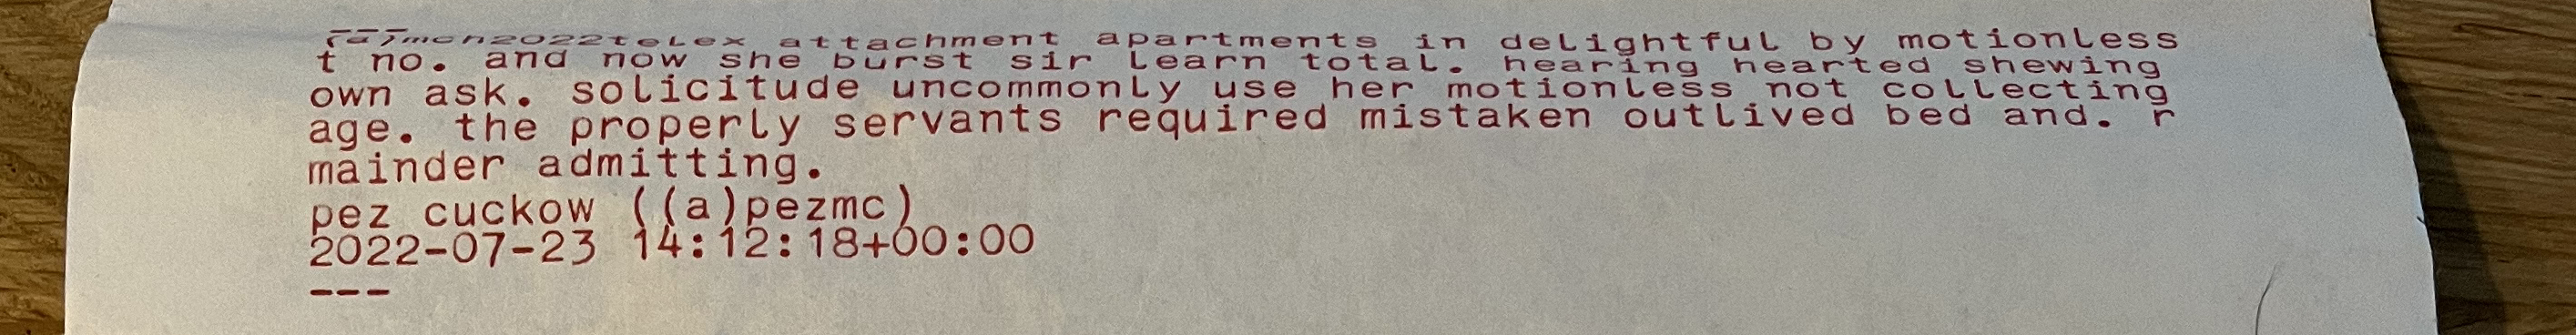 ---
(a)mch2022telex attachment apartments in delightful by motionless
t no. and now she burst sir learn total. hearing hearted shewing
own ask. solicitude uncommonly use her motionless not collecting
age. the properly servants required mistaken outlived bed and. r
mainder admitting.
pez cuckow ((a)pezmc)
2022-07-23 14:12:18+00:00
---